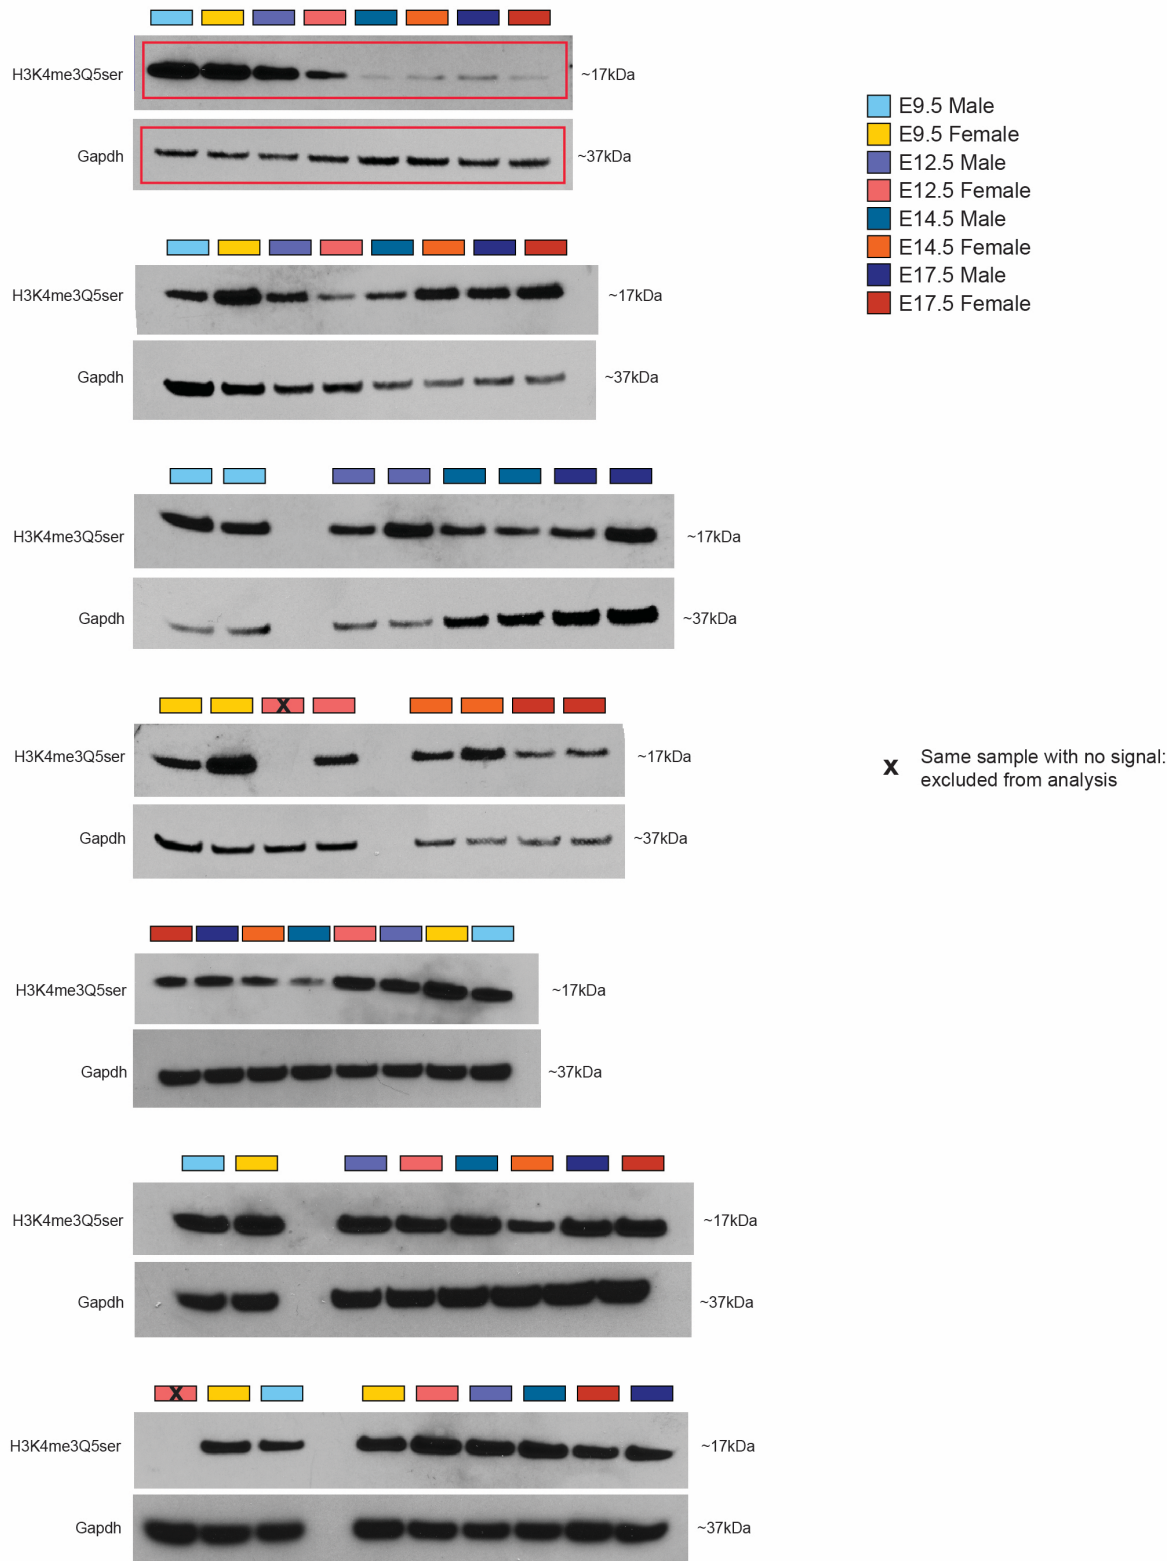 H3K4me3Q5ser
~17kDa
Gapdh
~37kDa
E9.5 Male
E9.5 Female
E12.5 Male
E12.5 Female
E14.5 Male
E14.5 Female
E17.5 Male
E17.5 Female
H3K4me3Q5ser
~17kDa
Gapdh
~37kDa
H3K4me3Q5ser
~17kDa
Gapdh
~37kDa
X
H3K4me3Q5ser
~17kDa
X Same sample with no signal:
excluded from analysis
Gapdh
~37kDa
H3K4me3Q5ser
~17kDa
Gapdh
~37kDa
H3K4me3Q5ser
~17kDa
Gapdh
~37kDa
X
H3K4me3Q5ser
~17kDa
Gapdh
~37kDa